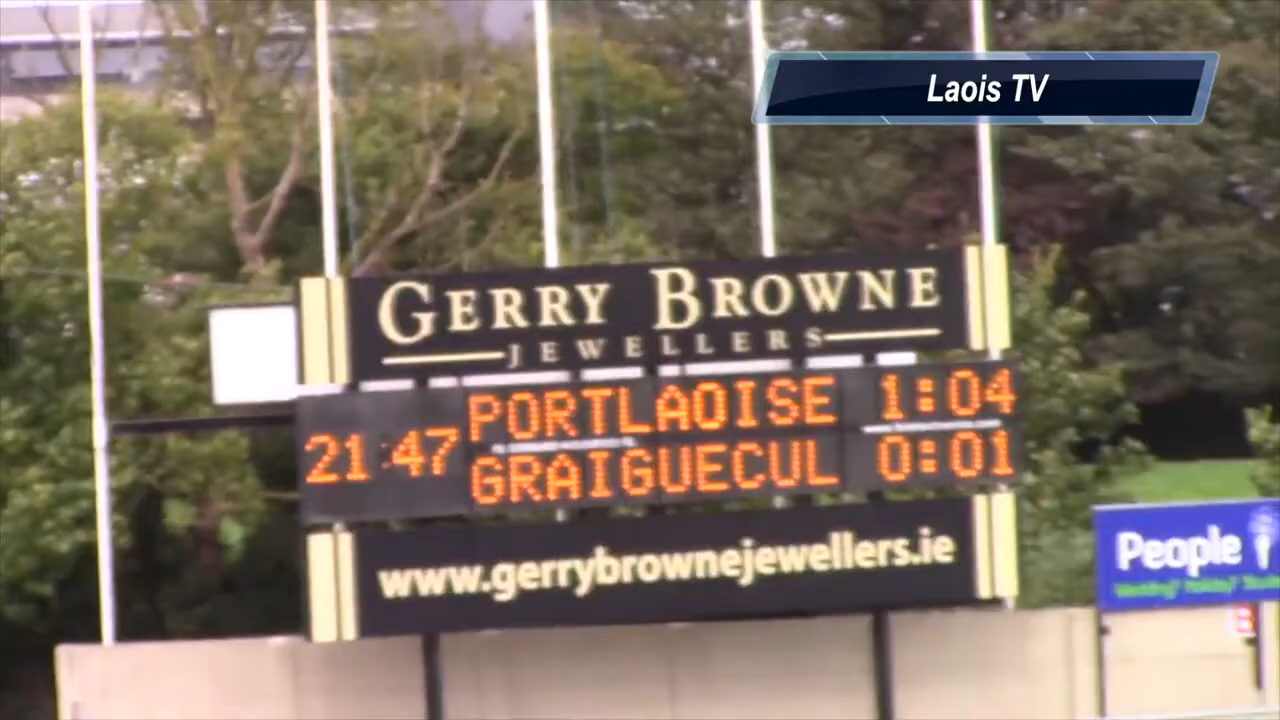 Laois TV
GERRY BROWNE
JEWELLERS
PORTLAOISE 1:04
21:47
GRAIGUECUL 0:01
www.gerrybrownejewellers.ie
People